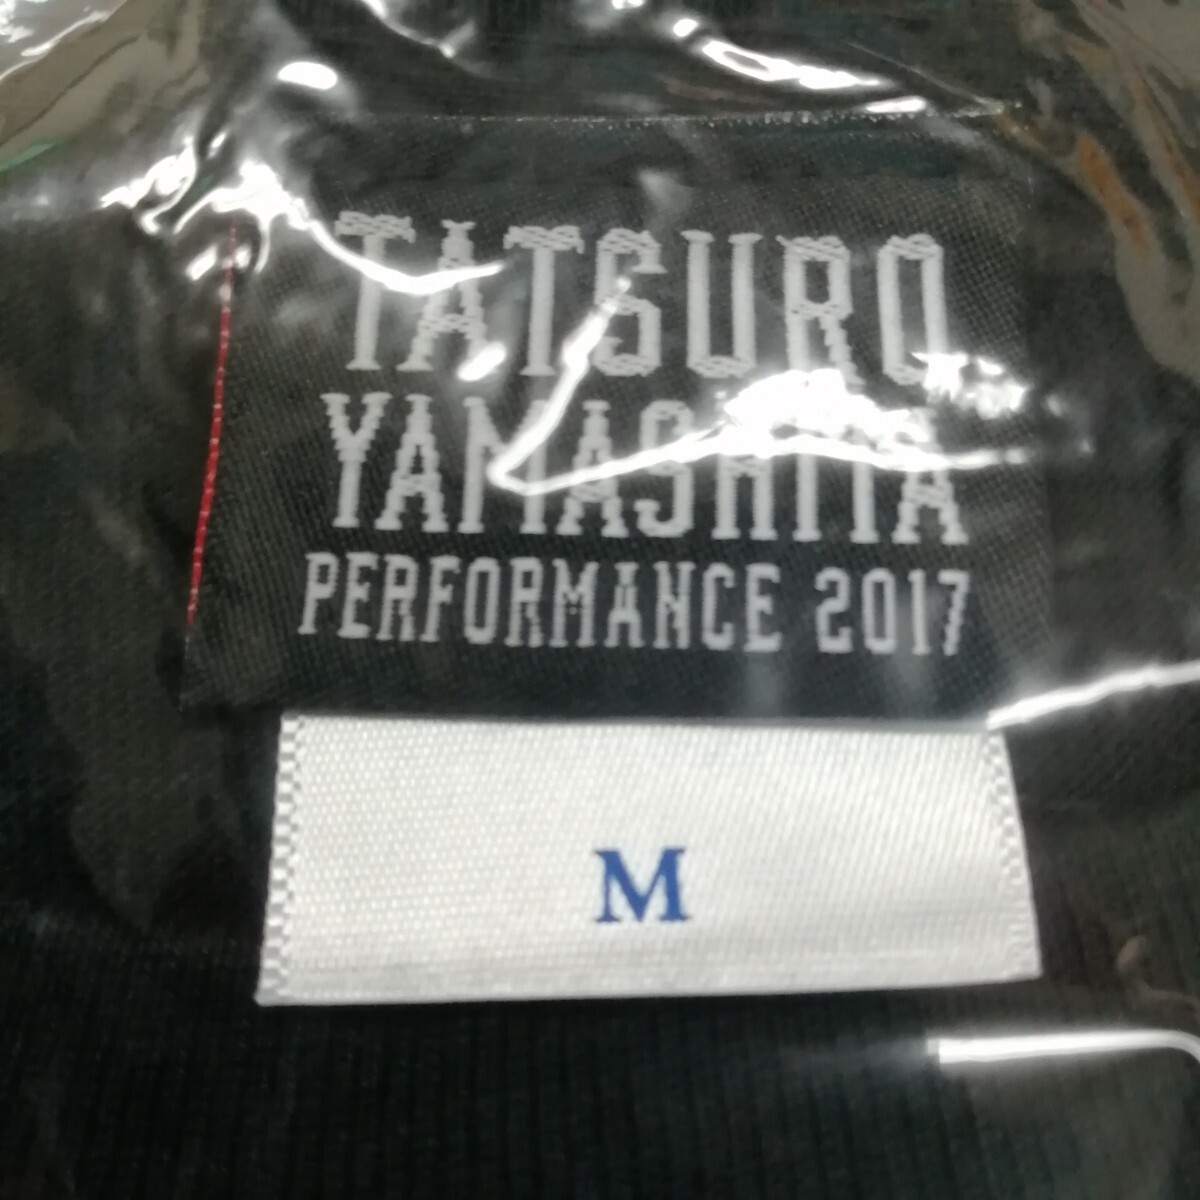 TATSURO
YAMASHITA
PERFORMANCE 2017
M